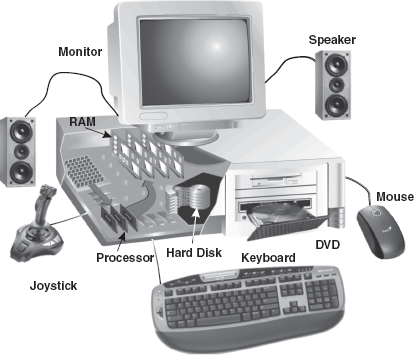 Speaker
Monitor
RAM
Mouse
DVD
Hard Disk
Processor
Keyboard
Joystick